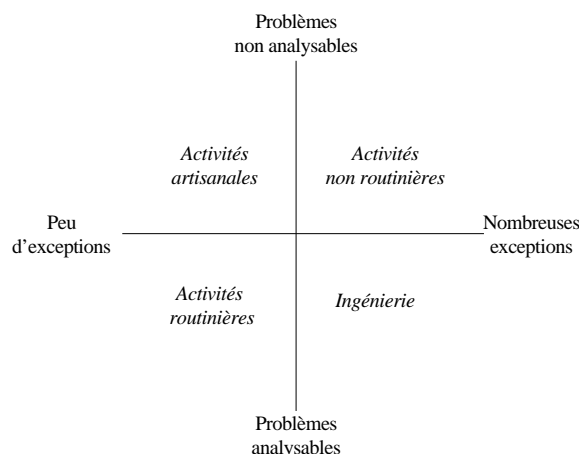 Problèmes
non analysables
Activités
artisanales
Activités
non routinières
Peu
d'exceptions
Nombreuses
exceptions
Activités
routinières
Ingénierie
Problèmes
analysables